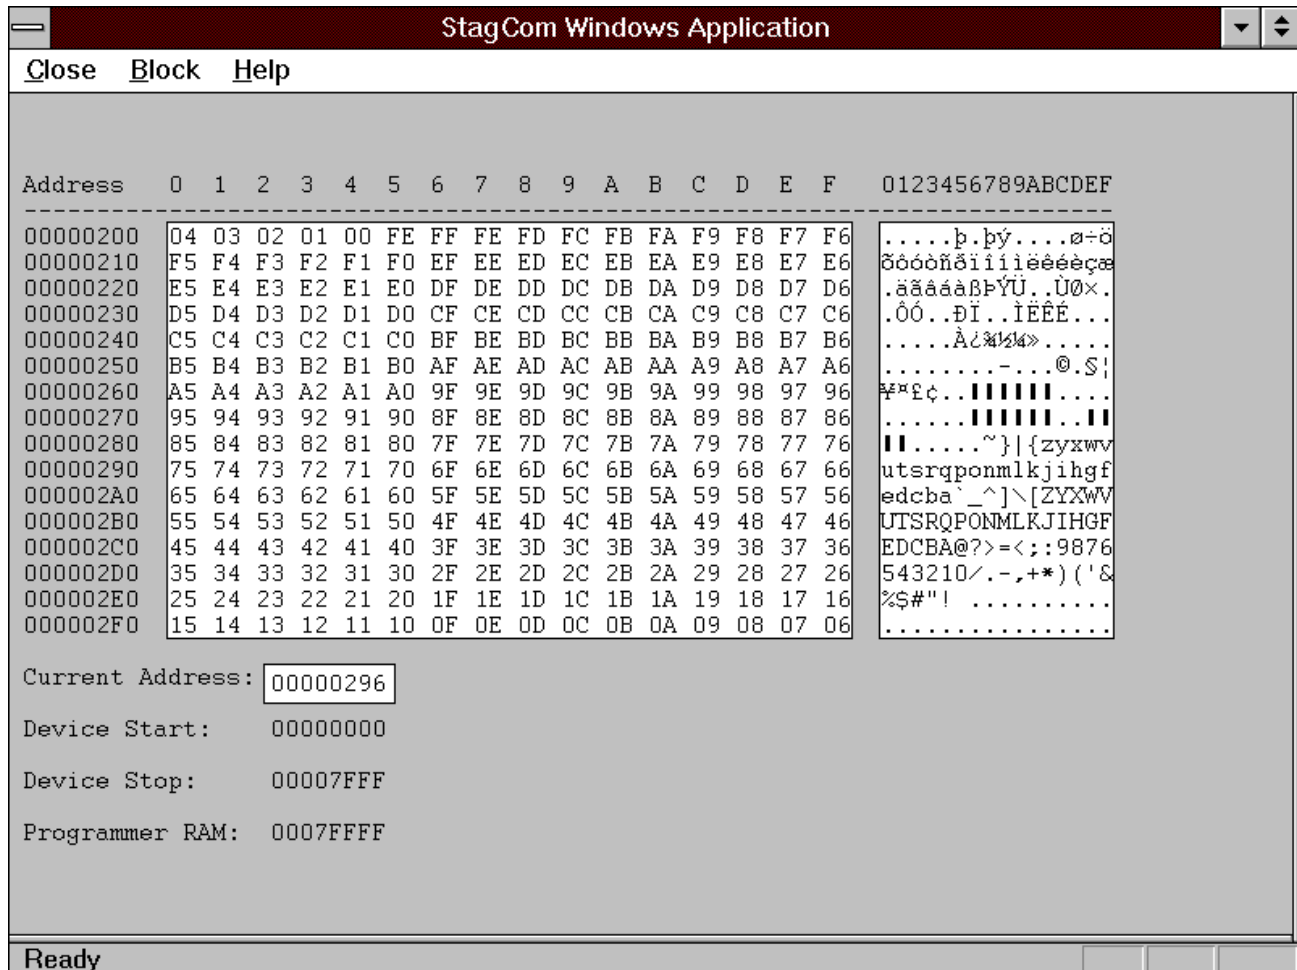 StagCom Windows Application
Close Block Help
Address 0 1 2 3 4 5 6 7 8 9 A B C D E F 0123456789ABCDEF
00000200 04 03 02 01 00 FE FF FE FD FC FB FA F9 F8 F7 F6 .....þ.þý....ø÷ö
00000210 F5 F4 F3 F2 F1 F0 EF EE ED EC EB EA E9 E8 E7 E6 õôóòñðïîíìëêéèçæ
00000220 E5 E4 E3 E2 E1 E0 DF DE DD DC DB DA D9 D8 D7 D6 .äãâáàßÞÝÜ..ÙØ×.
00000230 D5 D4 D3 D2 D1 D0 CF CE CD CC CB CA C9 C8 C7 C6 .ÔÓ..ÐÏ..ÌËÊÉ...
00000240 C5 C4 C3 C2 C1 C0 BF BE BD BC BB BA B9 B8 B7 B6 .....À¿¾½¼».....
00000250 B5 B4 B3 B2 B1 B0 AF AE AD AC AB AA A9 A8 A7 A6 ........-...©.§¦
00000260 A5 A4 A3 A2 A1 A0 9F 9E 9D 9C 9B 9A 99 98 97 96 ¥¤£¢..▮▮▮▮▮▮....
00000270 95 94 93 92 91 90 8F 8E 8D 8C 8B 8A 89 88 87 86 ......▮▮▮▮▮▮..▮▮
00000280 85 84 83 82 81 80 7F 7E 7D 7C 7B 7A 79 78 77 76 ▮▮.....~}|{zyxwv
00000290 75 74 73 72 71 70 6F 6E 6D 6C 6B 6A 69 68 67 66 utsrqponmlkjihgf
000002A0 65 64 63 62 61 60 5F 5E 5D 5C 5B 5A 59 58 57 56 edcba`_^]\[ZYXWV
000002B0 55 54 53 52 51 50 4F 4E 4D 4C 4B 4A 49 48 47 46 UTSRQPONMLKJIHGF
000002C0 45 44 43 42 41 40 3F 3E 3D 3C 3B 3A 39 38 37 36 EDCBA@?>=<;:9876
000002D0 35 34 33 32 31 30 2F 2E 2D 2C 2B 2A 29 28 27 26 543210/.-,+*)('&
000002E0 25 24 23 22 21 20 1F 1E 1D 1C 1B 1A 19 18 17 16 %$#"! ..........
000002F0 15 14 13 12 11 10 0F 0E 0D 0C 0B 0A 09 08 07 06 ................
Current Address: 00000296
Device Start: 00000000
Device Stop: 00007FFF
Programmer RAM: 0007FFFF
Ready